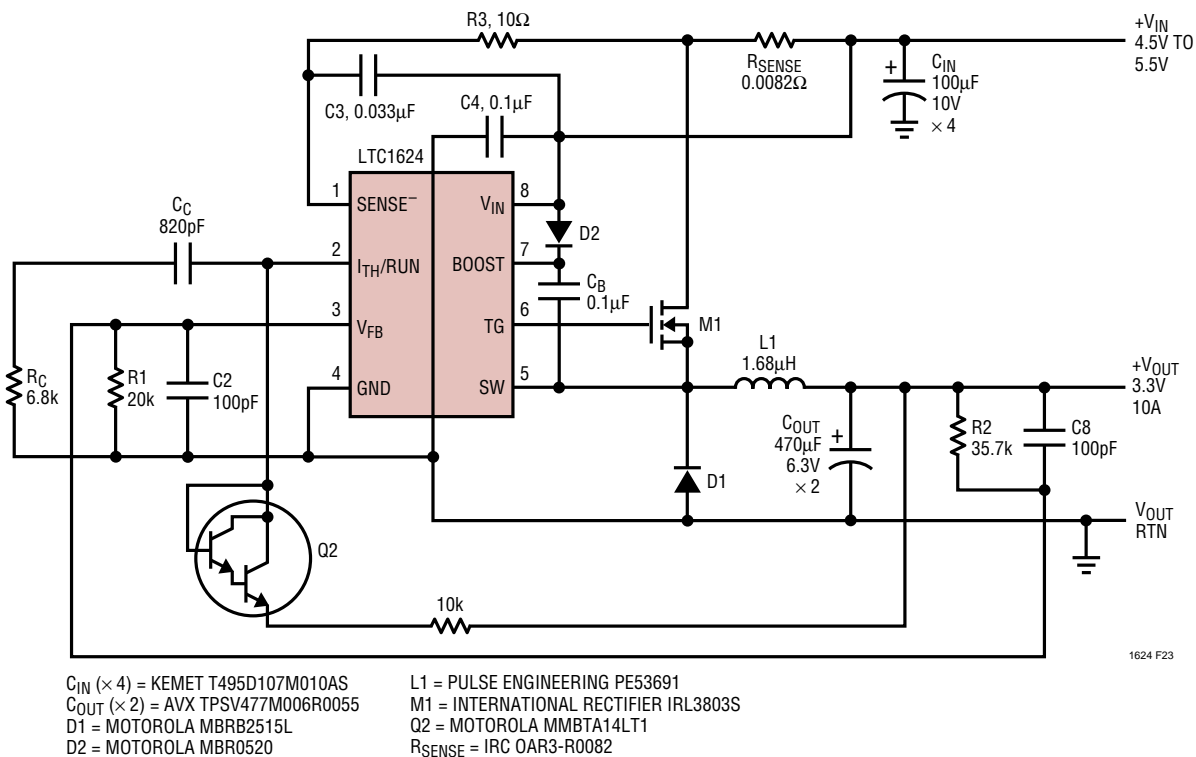 R3, 10Ω
+VIN
4.5V TO
5.5V
RSENSE
0.0082Ω
+
CIN
100µF
10V
× 4
C3, 0.033µF
C4, 0.1µF
LTC1624
1
SENSE–
8
VIN
D2
CC
820pF
2
ITH/RUN
7
BOOST
CB
0.1µF
3
VFB
6
TG
M1
L1
1.68µH
4
GND
5
SW
RC
6.8k
R1
20k
C2
100pF
+VOUT
3.3V
10A
COUT
470µF
6.3V
× 2
+
R2
35.7k
C8
100pF
D1
VOUT
RTN
Q2
10k
1624 F23
CIN (× 4) = KEMET T495D107M010AS
COUT (× 2) = AVX TPSV477M006R0055
D1 = MOTOROLA MBRB2515L
D2 = MOTOROLA MBR0520
L1 = PULSE ENGINEERING PE53691
M1 = INTERNATIONAL RECTIFIER IRL3803S
Q2 = MOTOROLA MMBTA14LT1
RSENSE = IRC OAR3-R0082